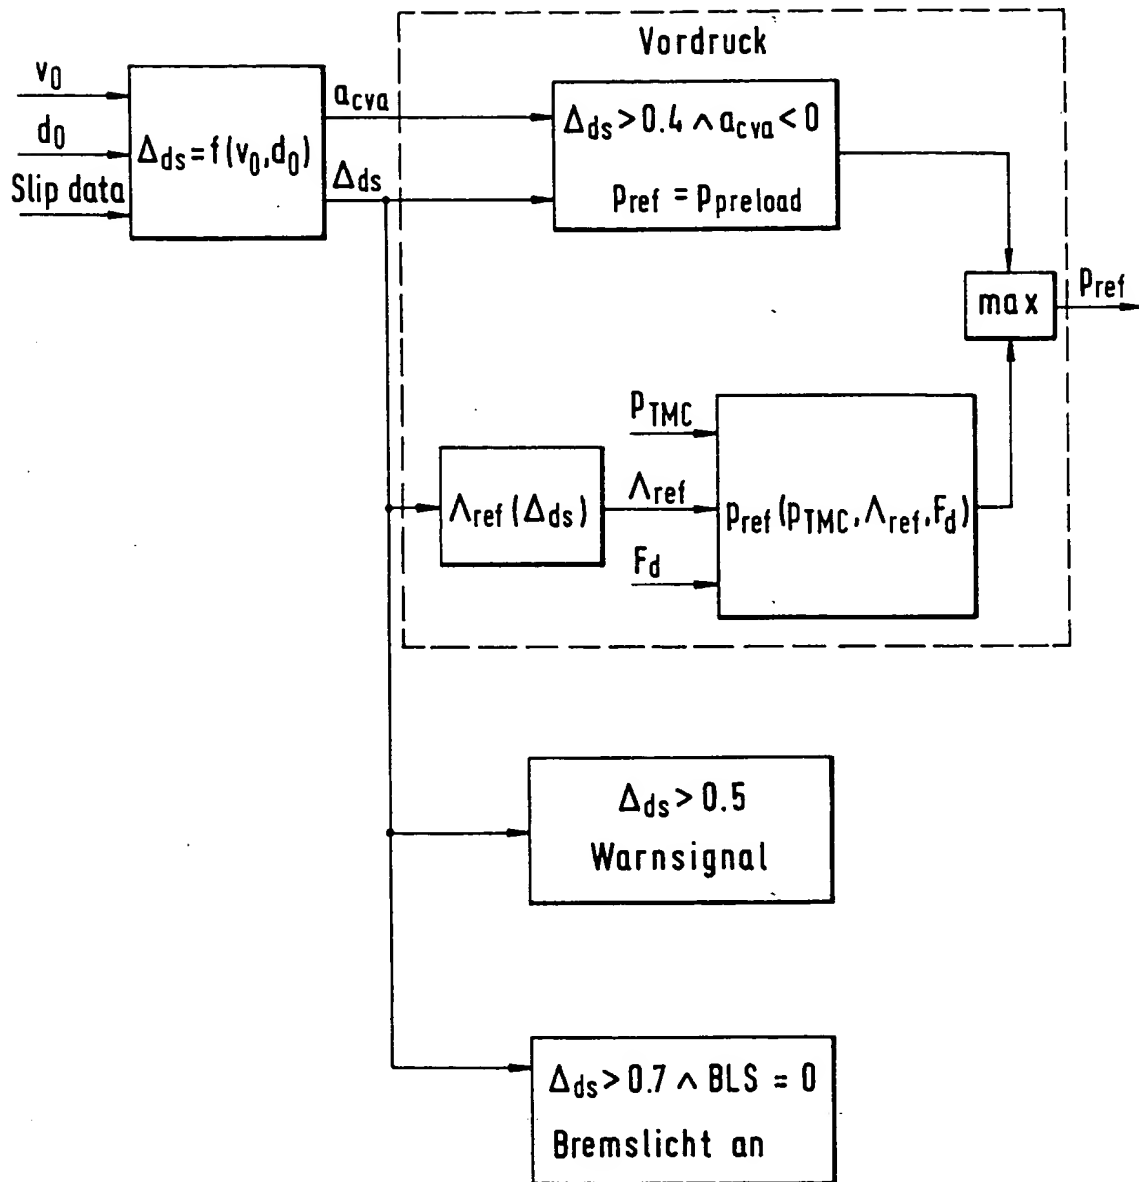 Vordruck
v0
d0
Slip data
Δds=f(v0,d0)
acva
Δds
Δds>0.4∧acva<0
pref = ppreload
max
pref
pTMC
Λref(Δds)
Λref
Fd
pref(pTMC,Λref,Fd)
Δds>0.5
Warnsignal
Δds>0.7∧BLS = 0
Bremslicht an